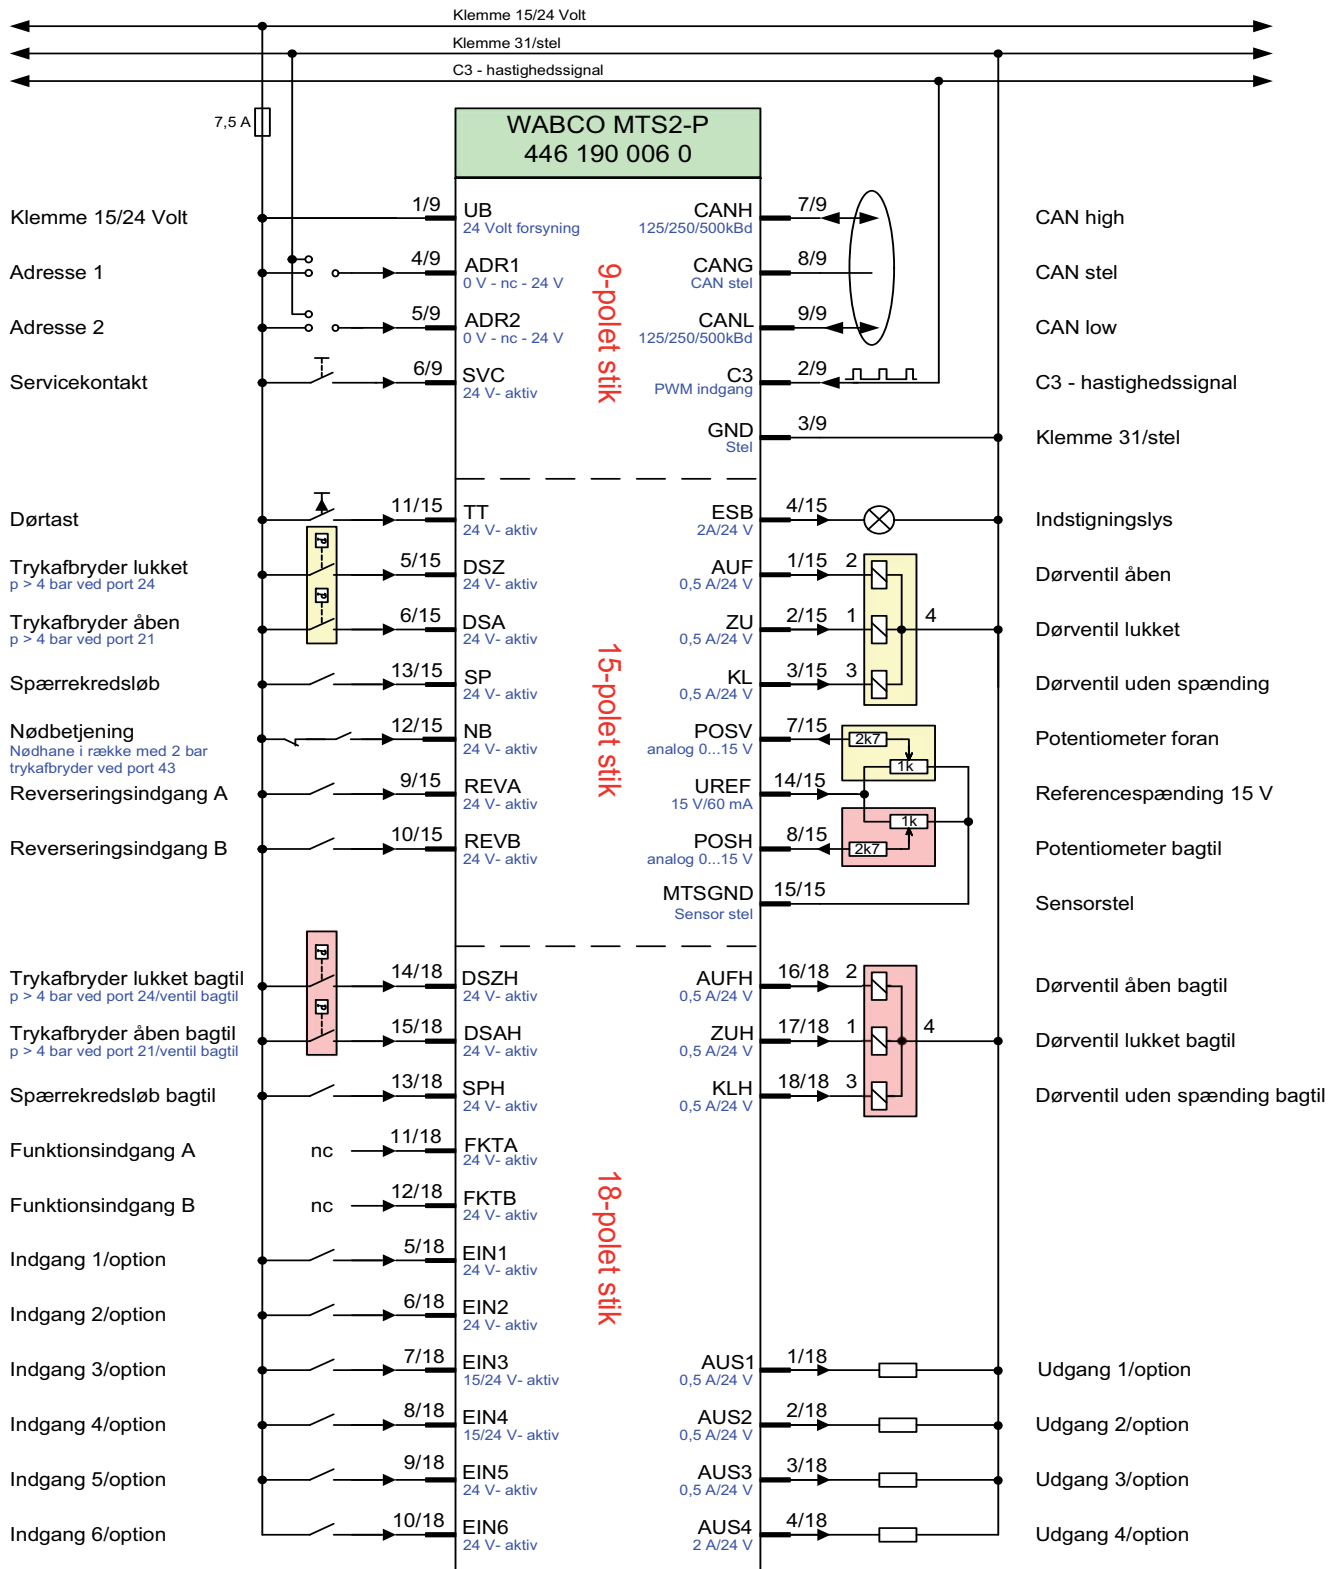 Klemme 15/24 Volt
Klemme 31/stel
C3 - hastighedssignal
7,5 A
WABCO MTS2-P
446 190 006 0
9-polet stik
Klemme 15/24 Volt
1/9
UB
24 Volt forsyning
CANH
125/250/500kBd
7/9
CAN high
Adresse 1
4/9
ADR1
0 V - nc - 24 V
CANG
CAN stel
8/9
CAN stel
Adresse 2
5/9
ADR2
0 V - nc - 24 V
CANL
125/250/500kBd
9/9
CAN low
Servicekontakt
6/9
SVC
24 V- aktiv
C3
PWM indgang
2/9
C3 - hastighedssignal
GND
Stel
3/9
Klemme 31/stel
15-polet stik
Dørtast
11/15
TT
24 V- aktiv
ESB
2A/24 V
4/15
Indstigningslys
Trykafbryder lukket
p > 4 bar ved port 24
P
5/15
DSZ
24 V- aktiv
AUF
0,5 A/24 V
1/15
2
Dørventil åben
Trykafbryder åben
p > 4 bar ved port 21
P
6/15
DSA
24 V- aktiv
ZU
0,5 A/24 V
2/15
1
4
Dørventil lukket
Spærrekredsløb
13/15
SP
24 V- aktiv
KL
0,5 A/24 V
3/15
3
Dørventil uden spænding
Nødbetjening
Nødhane i række med 2 bar
trykafbryder ved port 43
12/15
NB
24 V- aktiv
POSV
analog 0...15 V
7/15
2k7
1k
Potentiometer foran
Reverseringsindgang A
9/15
REVA
24 V- aktiv
UREF
15 V/60 mA
14/15
Referencespænding 15 V
Reverseringsindgang B
10/15
REVB
24 V- aktiv
POSH
analog 0...15 V
8/15
1k
2k7
Potentiometer bagtil
MTSGND
Sensor stel
15/15
Sensorstel
18-polet stik
Trykafbryder lukket bagtil
p > 4 bar ved port 24/ventil bagtil
P
14/18
DSZH
24 V- aktiv
AUFH
0,5 A/24 V
16/18
2
Dørventil åben bagtil
Trykafbryder åben bagtil
p > 4 bar ved port 21/ventil bagtil
P
15/18
DSAH
24 V- aktiv
ZUH
0,5 A/24 V
17/18
1
4
Dørventil lukket bagtil
Spærrekredsløb bagtil
13/18
SPH
24 V- aktiv
KLH
0,5 A/24 V
18/18
3
Dørventil uden spænding bagtil
Funktionsindgang A
nc
11/18
FKTA
24 V- aktiv
Funktionsindgang B
nc
12/18
FKTB
24 V- aktiv
Indgang 1/option
5/18
EIN1
24 V- aktiv
Indgang 2/option
6/18
EIN2
24 V- aktiv
Indgang 3/option
7/18
EIN3
15/24 V- aktiv
AUS1
0,5 A/24 V
1/18
Udgang 1/option
Indgang 4/option
8/18
EIN4
15/24 V- aktiv
AUS2
0,5 A/24 V
2/18
Udgang 2/option
Indgang 5/option
9/18
EIN5
24 V- aktiv
AUS3
0,5 A/24 V
3/18
Udgang 3/option
Indgang 6/option
10/18
EIN6
24 V- aktiv
AUS4
2 A/24 V
4/18
Udgang 4/option